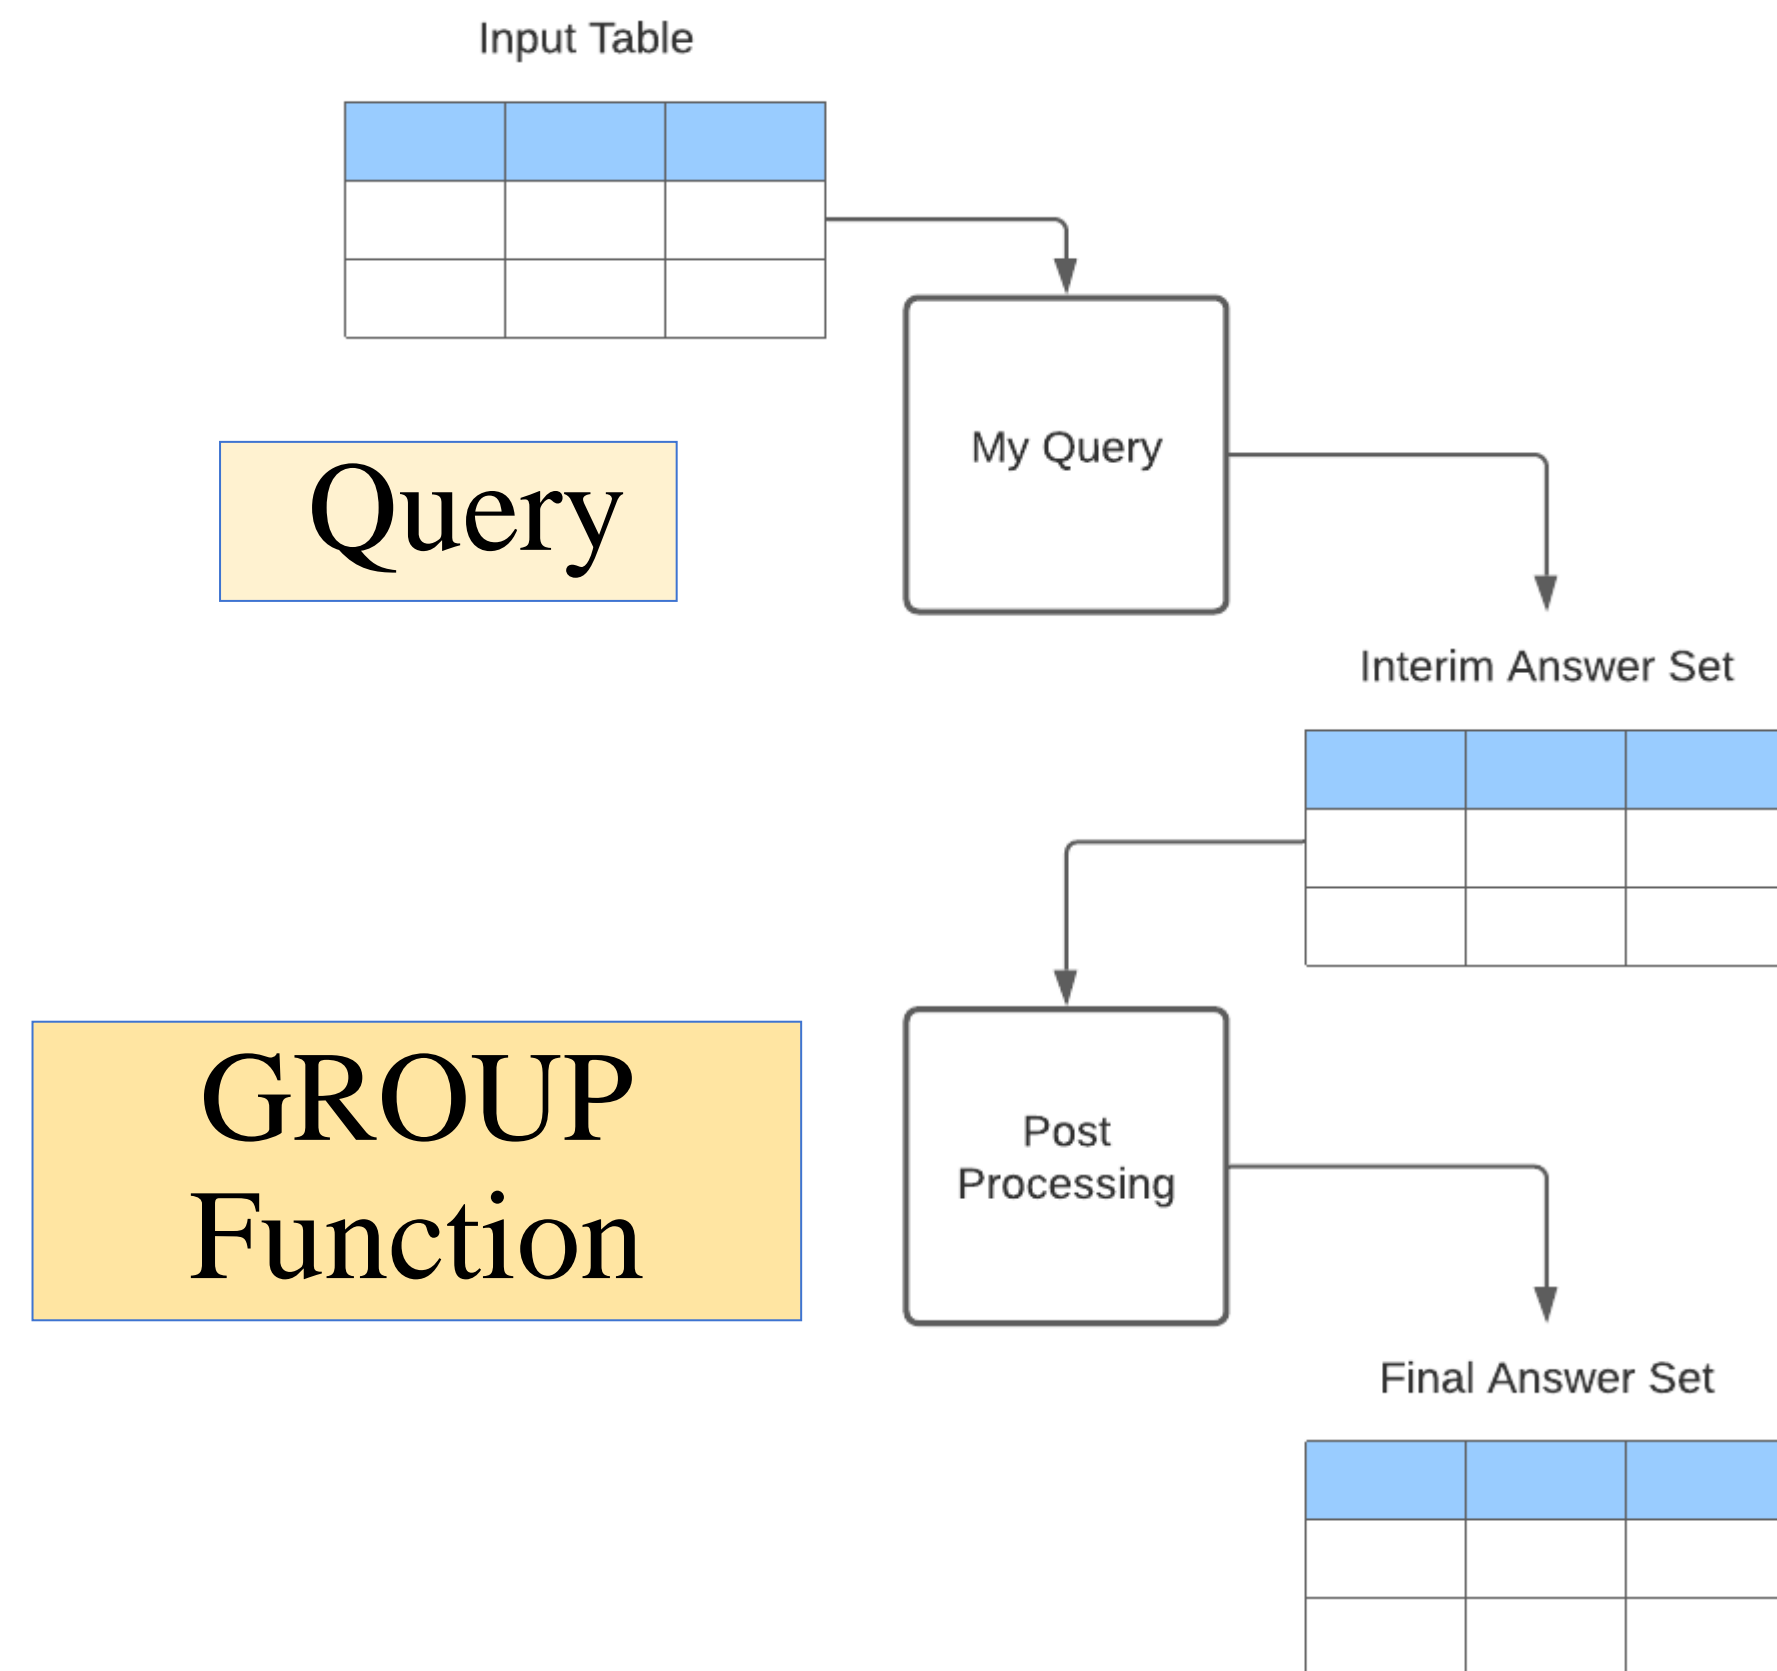 Input Table
My Query
Query
Interim Answer Set
GROUP
Function
Post
Processing
Final Answer Set